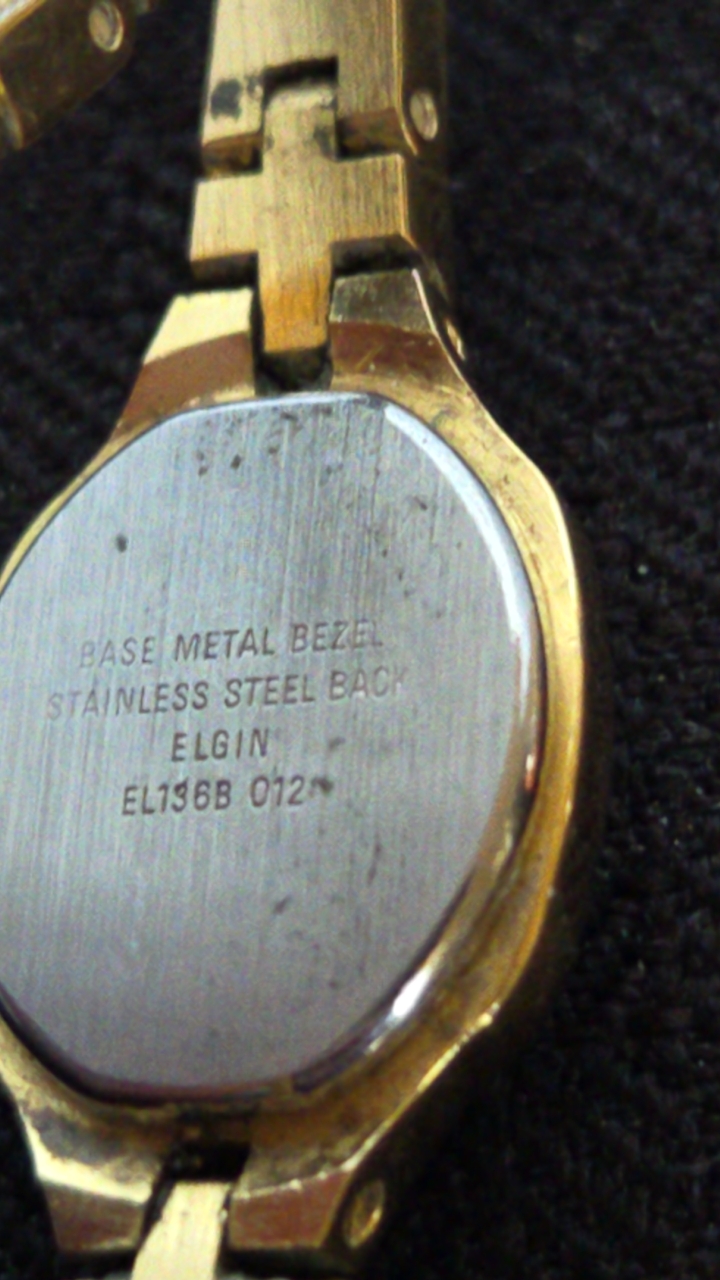 BASE METAL BEZEL
STAINLESS STEEL BACK
ELGIN
EL136B 012